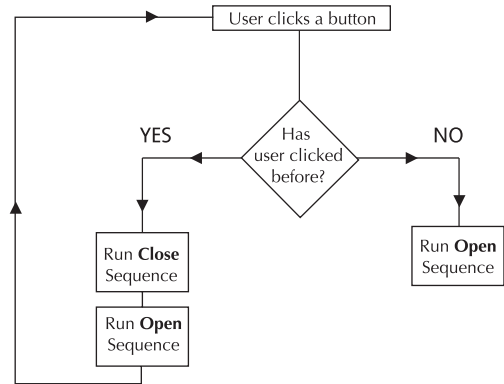 User clicks a button
Has
user clicked
before?
YES
NO
Run Close
Sequence
Run Open
Sequence
Run Open
Sequence